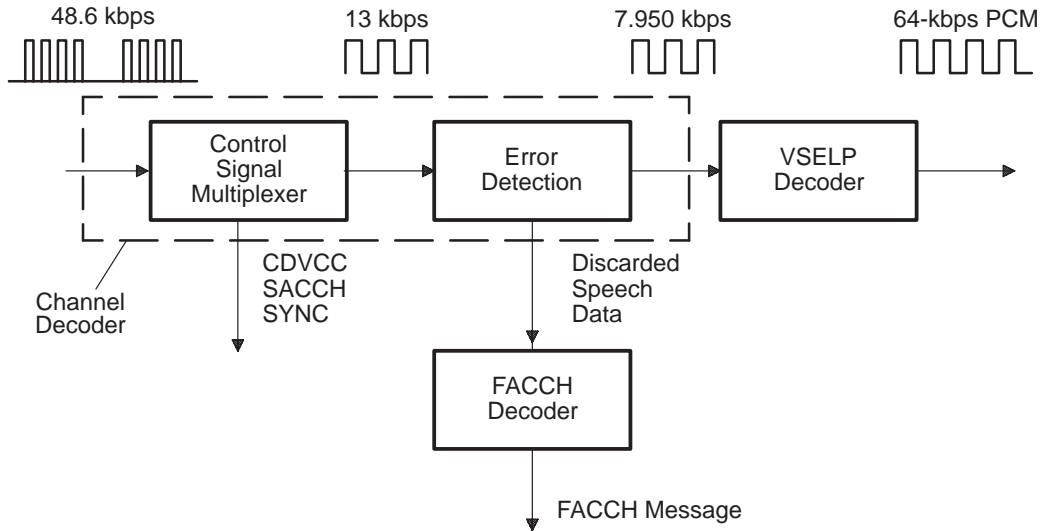 48.6 kbps
13 kbps
7.950 kbps
64-kbps PCM
Control
Signal
Multiplexer
Error
Detection
VSELP
Decoder
CDVCC
SACCH
SYNC
Discarded
Speech
Data
Channel
Decoder
FACCH
Decoder
FACCH Message